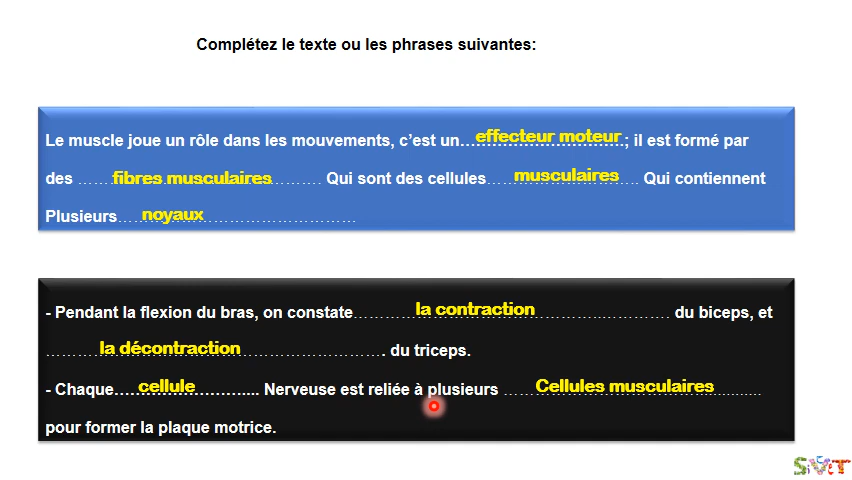 Complétez le texte ou les phrases suivantes:
Le muscle joue un rôle dans les mouvements, c’est un…effecteur moteur…; il est formé par
des ……fibres musculaires……… Qui sont des cellules……musculaires…. Qui contiennent
Plusieurs……noyaux………………………
- Pendant la flexion du bras, on constate………la contraction………………………. du biceps, et
………la décontraction………………………. du triceps.
- Chaque…cellule……….... Nerveuse est reliée à plusieurs ……Cellules musculaires............
pour former la plaque motrice.
SiVeT